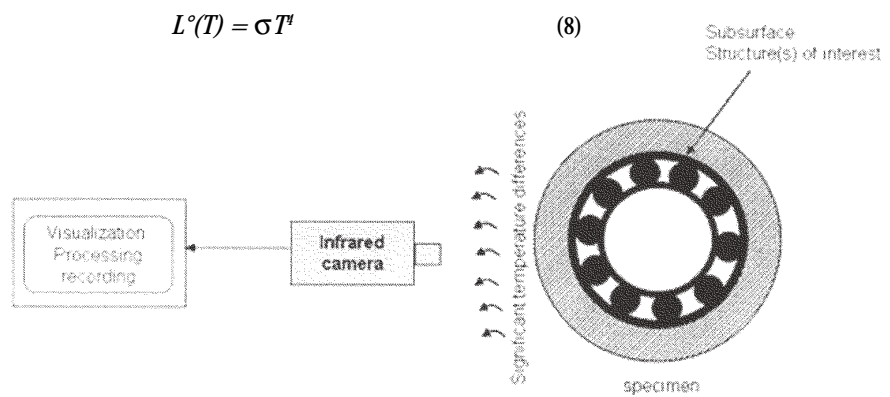 L°(T) = σT⁴ (8)
Subsurface
Structure(s) of interest
Significant temperature differences
Visualization
Processing
recording
Infrared
camera
specimen